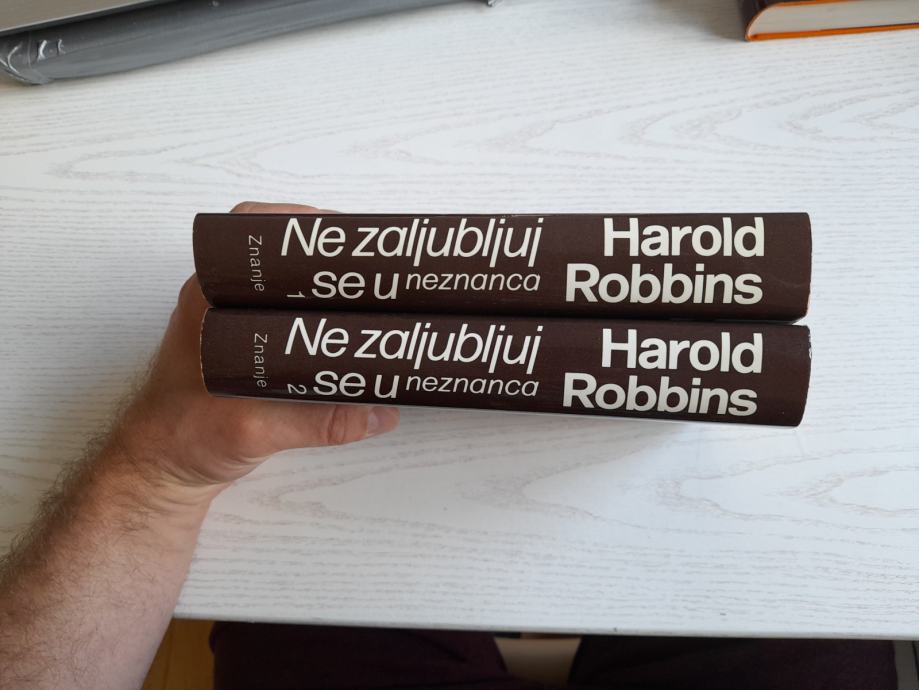 Znanje
1
Ne zaljubljuj
se u neznanca
Harold
Robbins
Znanje
2
Ne zaljubljuj
se u neznanca
Harold
Robbins